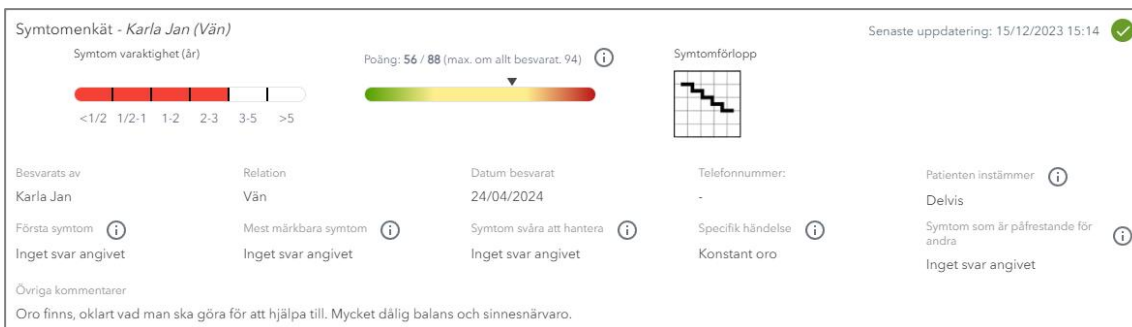 Symtomenkät - Karla Jan (Vän)
Senaste uppdatering: 15/12/2023 15:14
Symtom varaktighet (år)
Poäng: 56 / 88 (max. om allt besvarat. 94)
Symtomförlopp
<1/2 1/2-1 1-2 2-3 3-5 >5
Besvarats av Relation Datum besvarat Telefonnummer: Patienten instämmer
Karla Jan Vän 24/04/2024 - Delvis
Första symtom Mest märkbara symtom Symtom svåra att hantera Specifik händelse Symtom som är påfrestande för
andra
Inget svar angivet Inget svar angivet Inget svar angivet Konstant oro Inget svar angivet
Övriga kommentarer
Oro finns, oklart vad man ska göra för att hjälpa till. Mycket dålig balans och sinnesnärvaro.